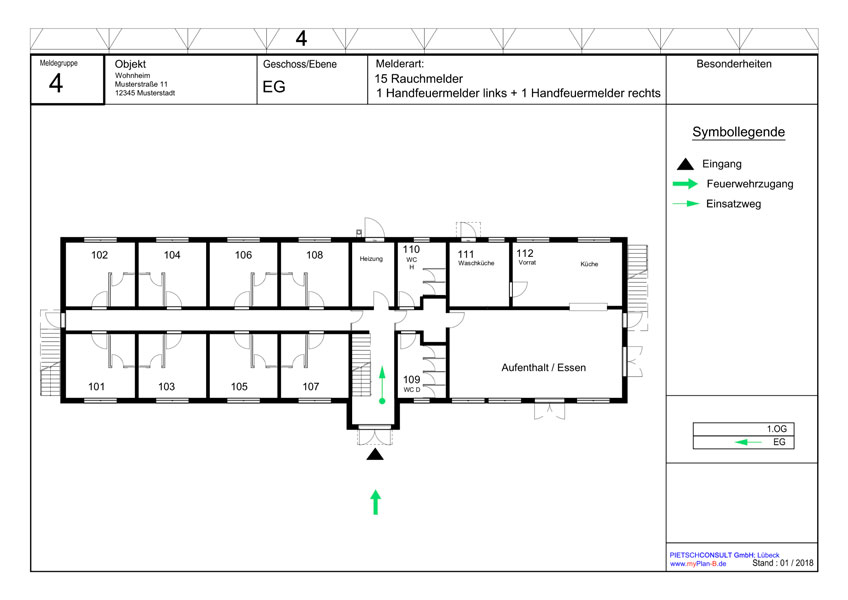 4
Meldegruppe
4
Objekt
Wohnheim
Musterstraße 11
12345 Musterstadt
Geschoss/Ebene
EG
Melderart:
15 Rauchmelder
1 Handfeuermelder links + 1 Handfeuermelder rechts
Besonderheiten
Symbollegende
Eingang
Feuerwehrzugang
Einsatzweg
102
104
106
108
Heizung
110
WC
H
111
Waschküche
112
Vorrat
Küche
101
103
105
107
109
WC D
Aufenthalt / Essen
1.OG
EG
PIETSCHCONSULT GmbH; Lübeck
www.myPlan-B.de
Stand : 01 / 2018